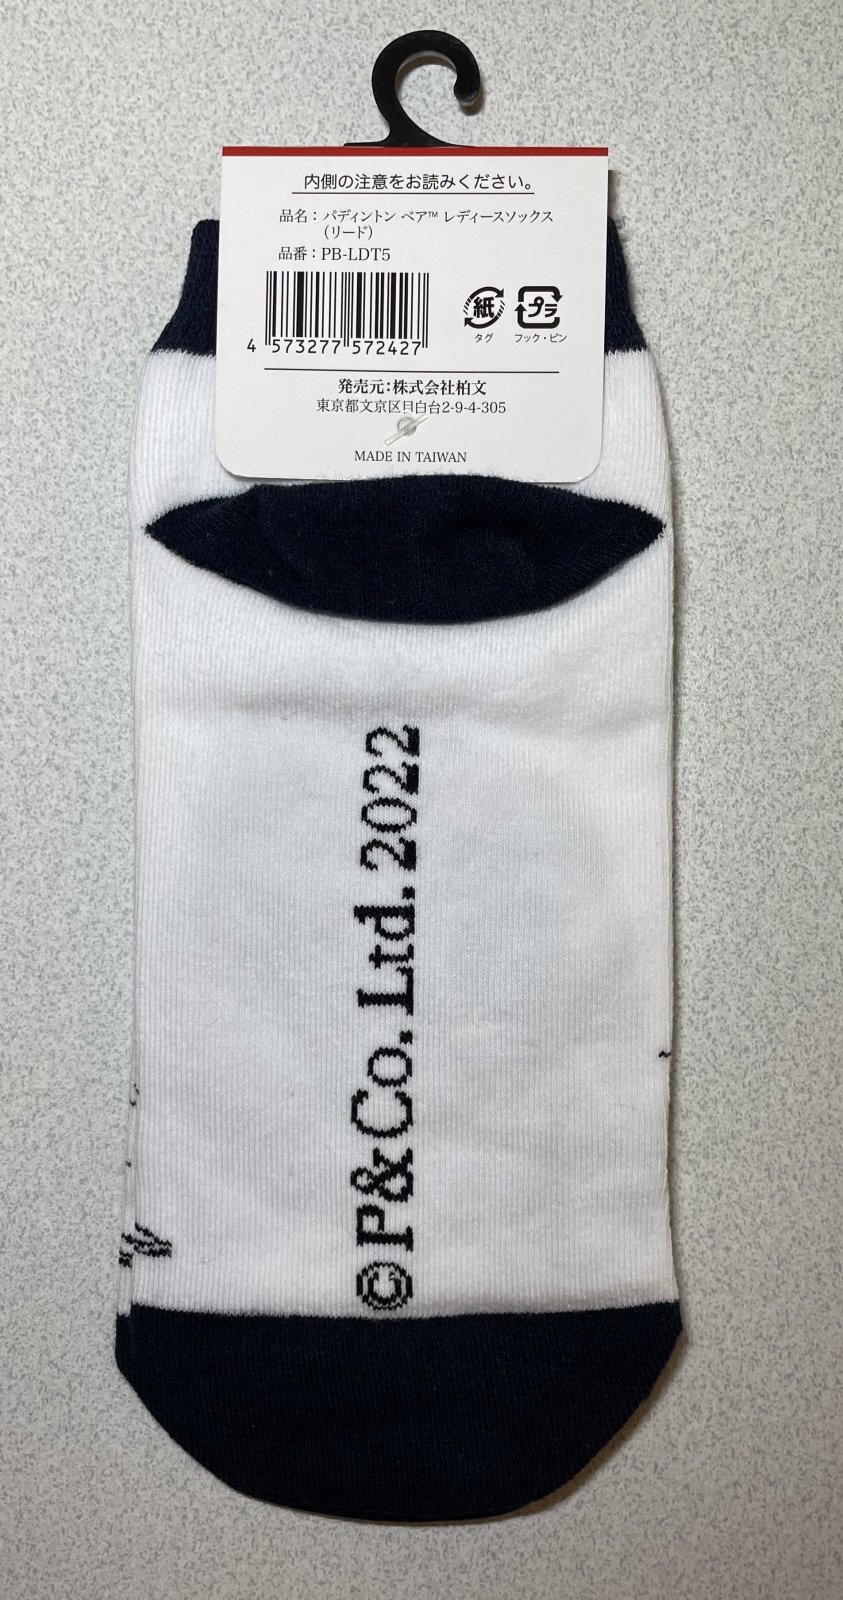 内側の注意をお読みください。
品名：パディントン ベア™ レディースソックス
（リード）
品番：PB-LDT5
4 573277 572427
紙
タグ
プラ
フック・ピン
発売元：株式会社柏文
東京都文京区目白台2-9-4-305
MADE IN TAIWAN
©P&Co. Ltd. 2022